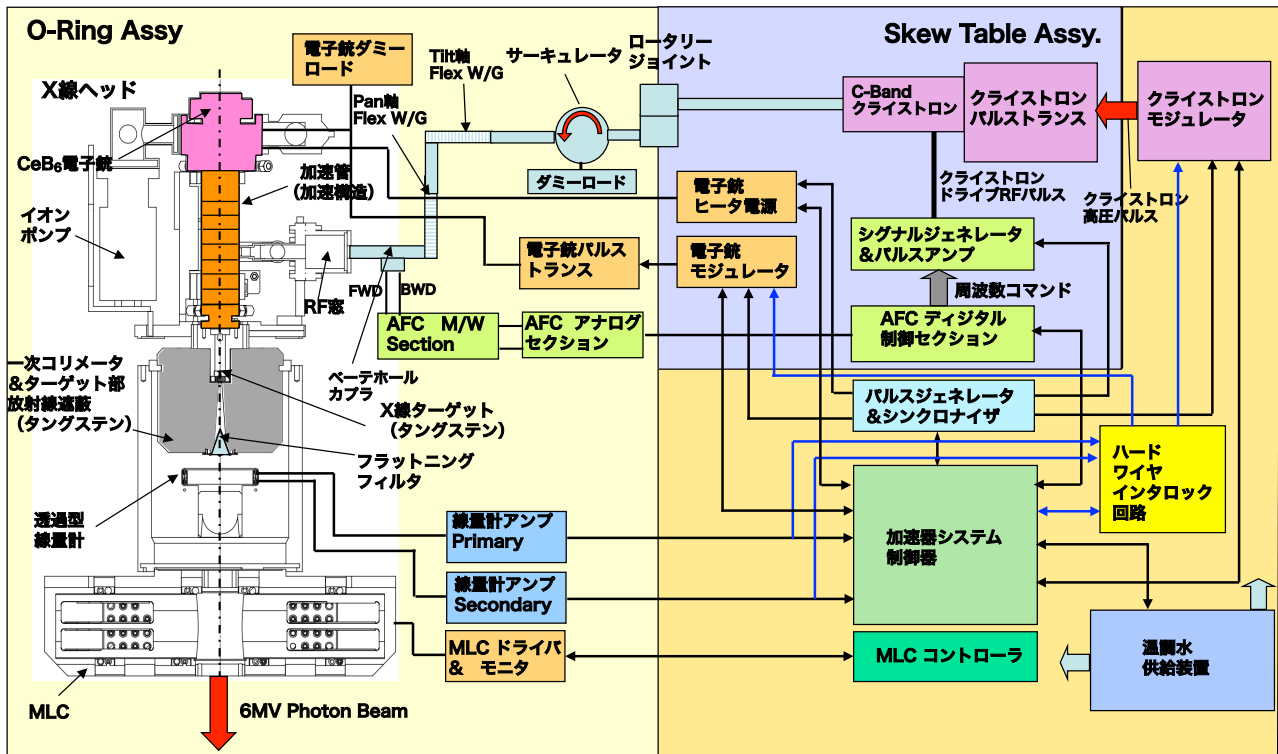 O-Ring Assy
Skew Table Assy.
X線ヘッド
電子銃ダミー
ロード
Tilt軸
Flex W/G
サーキュレータ
ロータリー
ジョイント
Pan軸
Flex W/G
C-Band
クライストロン
クライストロン
パルストランス
クライストロン
モジュレータ
CeB₆電子銃
加速管
(加速構造)
ダミーロード
電子銃
ヒータ電源
クライストロン
ドライブRFパルス
クライストロン
高圧パルス
イオン
ポンプ
電子銃パルス
トランス
電子銃
モジュレータ
シグナルジェネレータ
&パルスアンプ
FWD
BWD
RF窓
周波数コマンド
AFC M/W
Section
AFC アナログ
セクション
AFC ディジタル
制御セクション
一次コリメータ
&ターゲット部
放射線遮蔽
(タングステン)
ベーテホール
カプラ
X線ターゲット
(タングステン)
パルスジェネレータ
&シンクロナイザ
フラットニング
フィルタ
ハード
ワイヤ
インタロック
回路
透過型
線量計
線量計アンプ
Primary
加速器システム
制御器
線量計アンプ
Secondary
MLC ドライバ
& モニタ
MLC コントローラ
温調水
供給装置
MLC
6MV Photon Beam